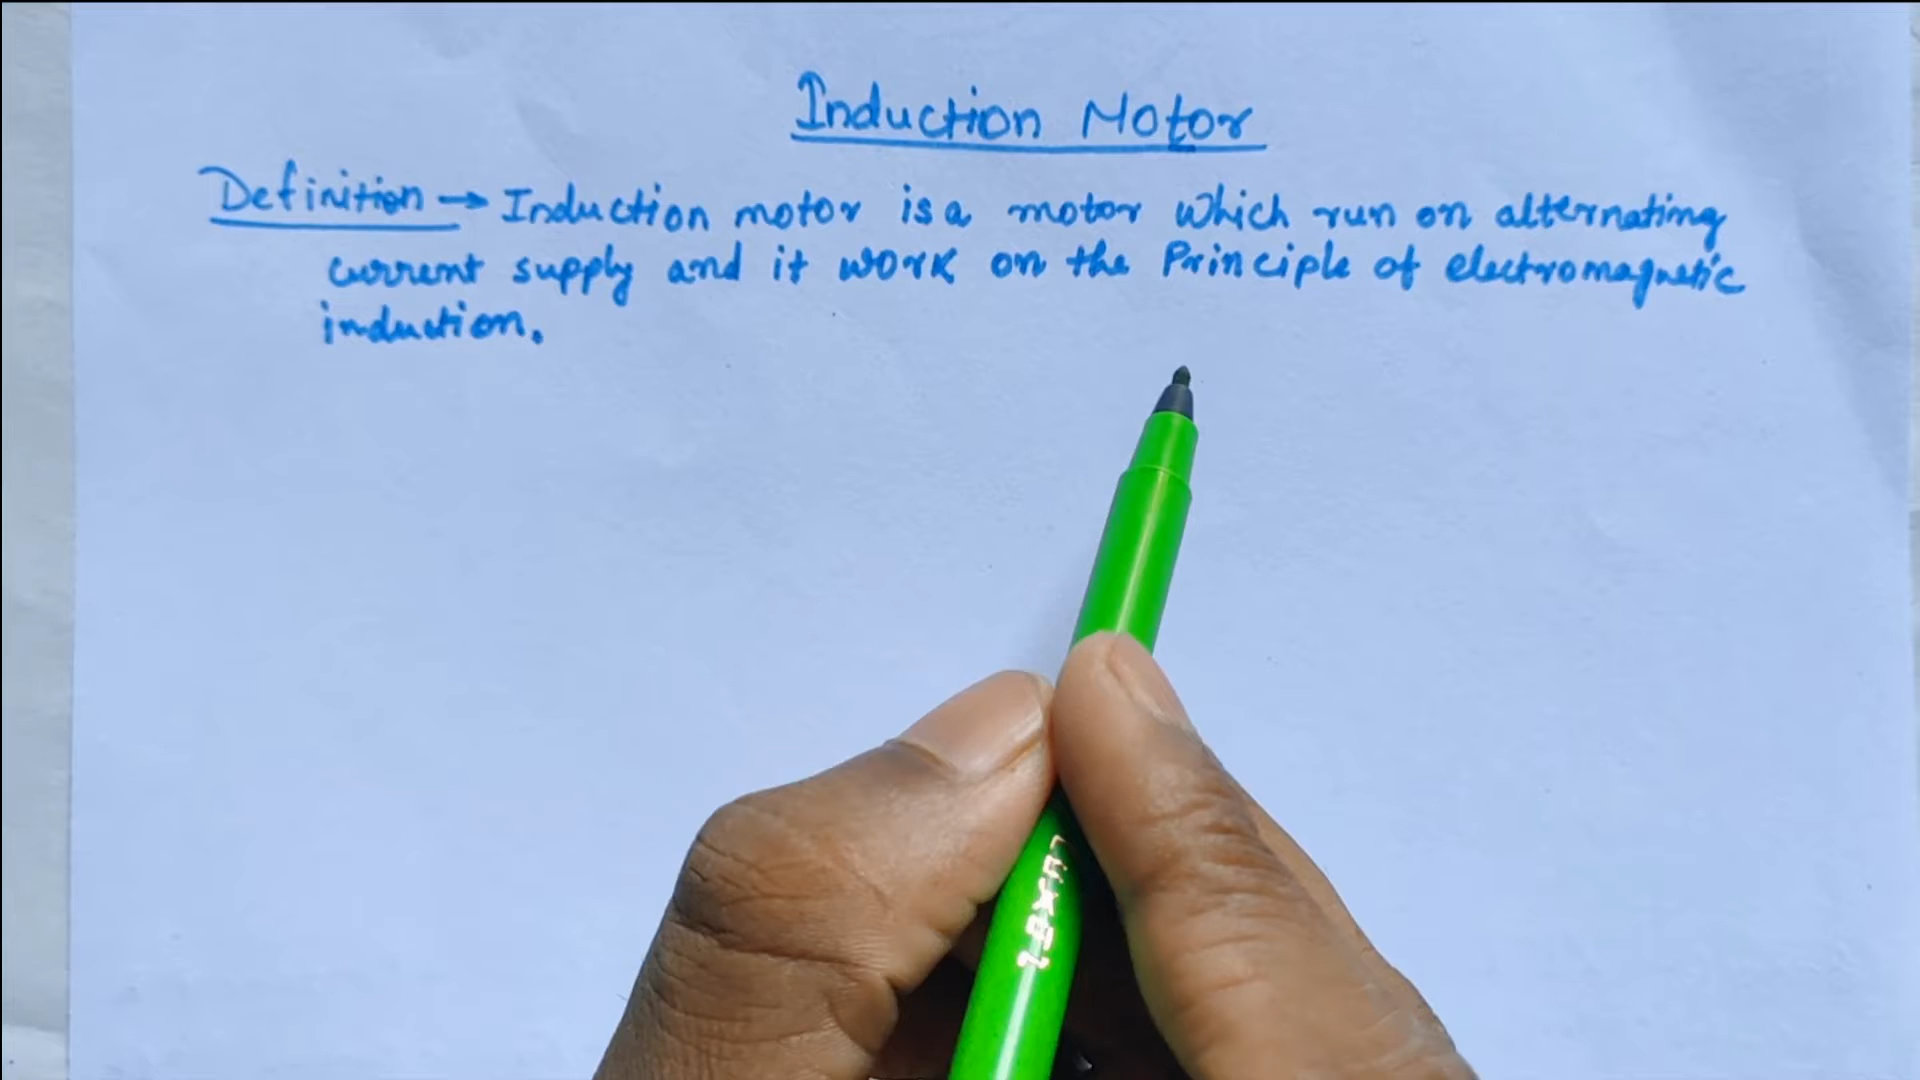 Induction Motor
Definition → Induction motor is a motor which run on alternating
current supply and it work on the Principle of electromagnetic
induction.
LUXOR